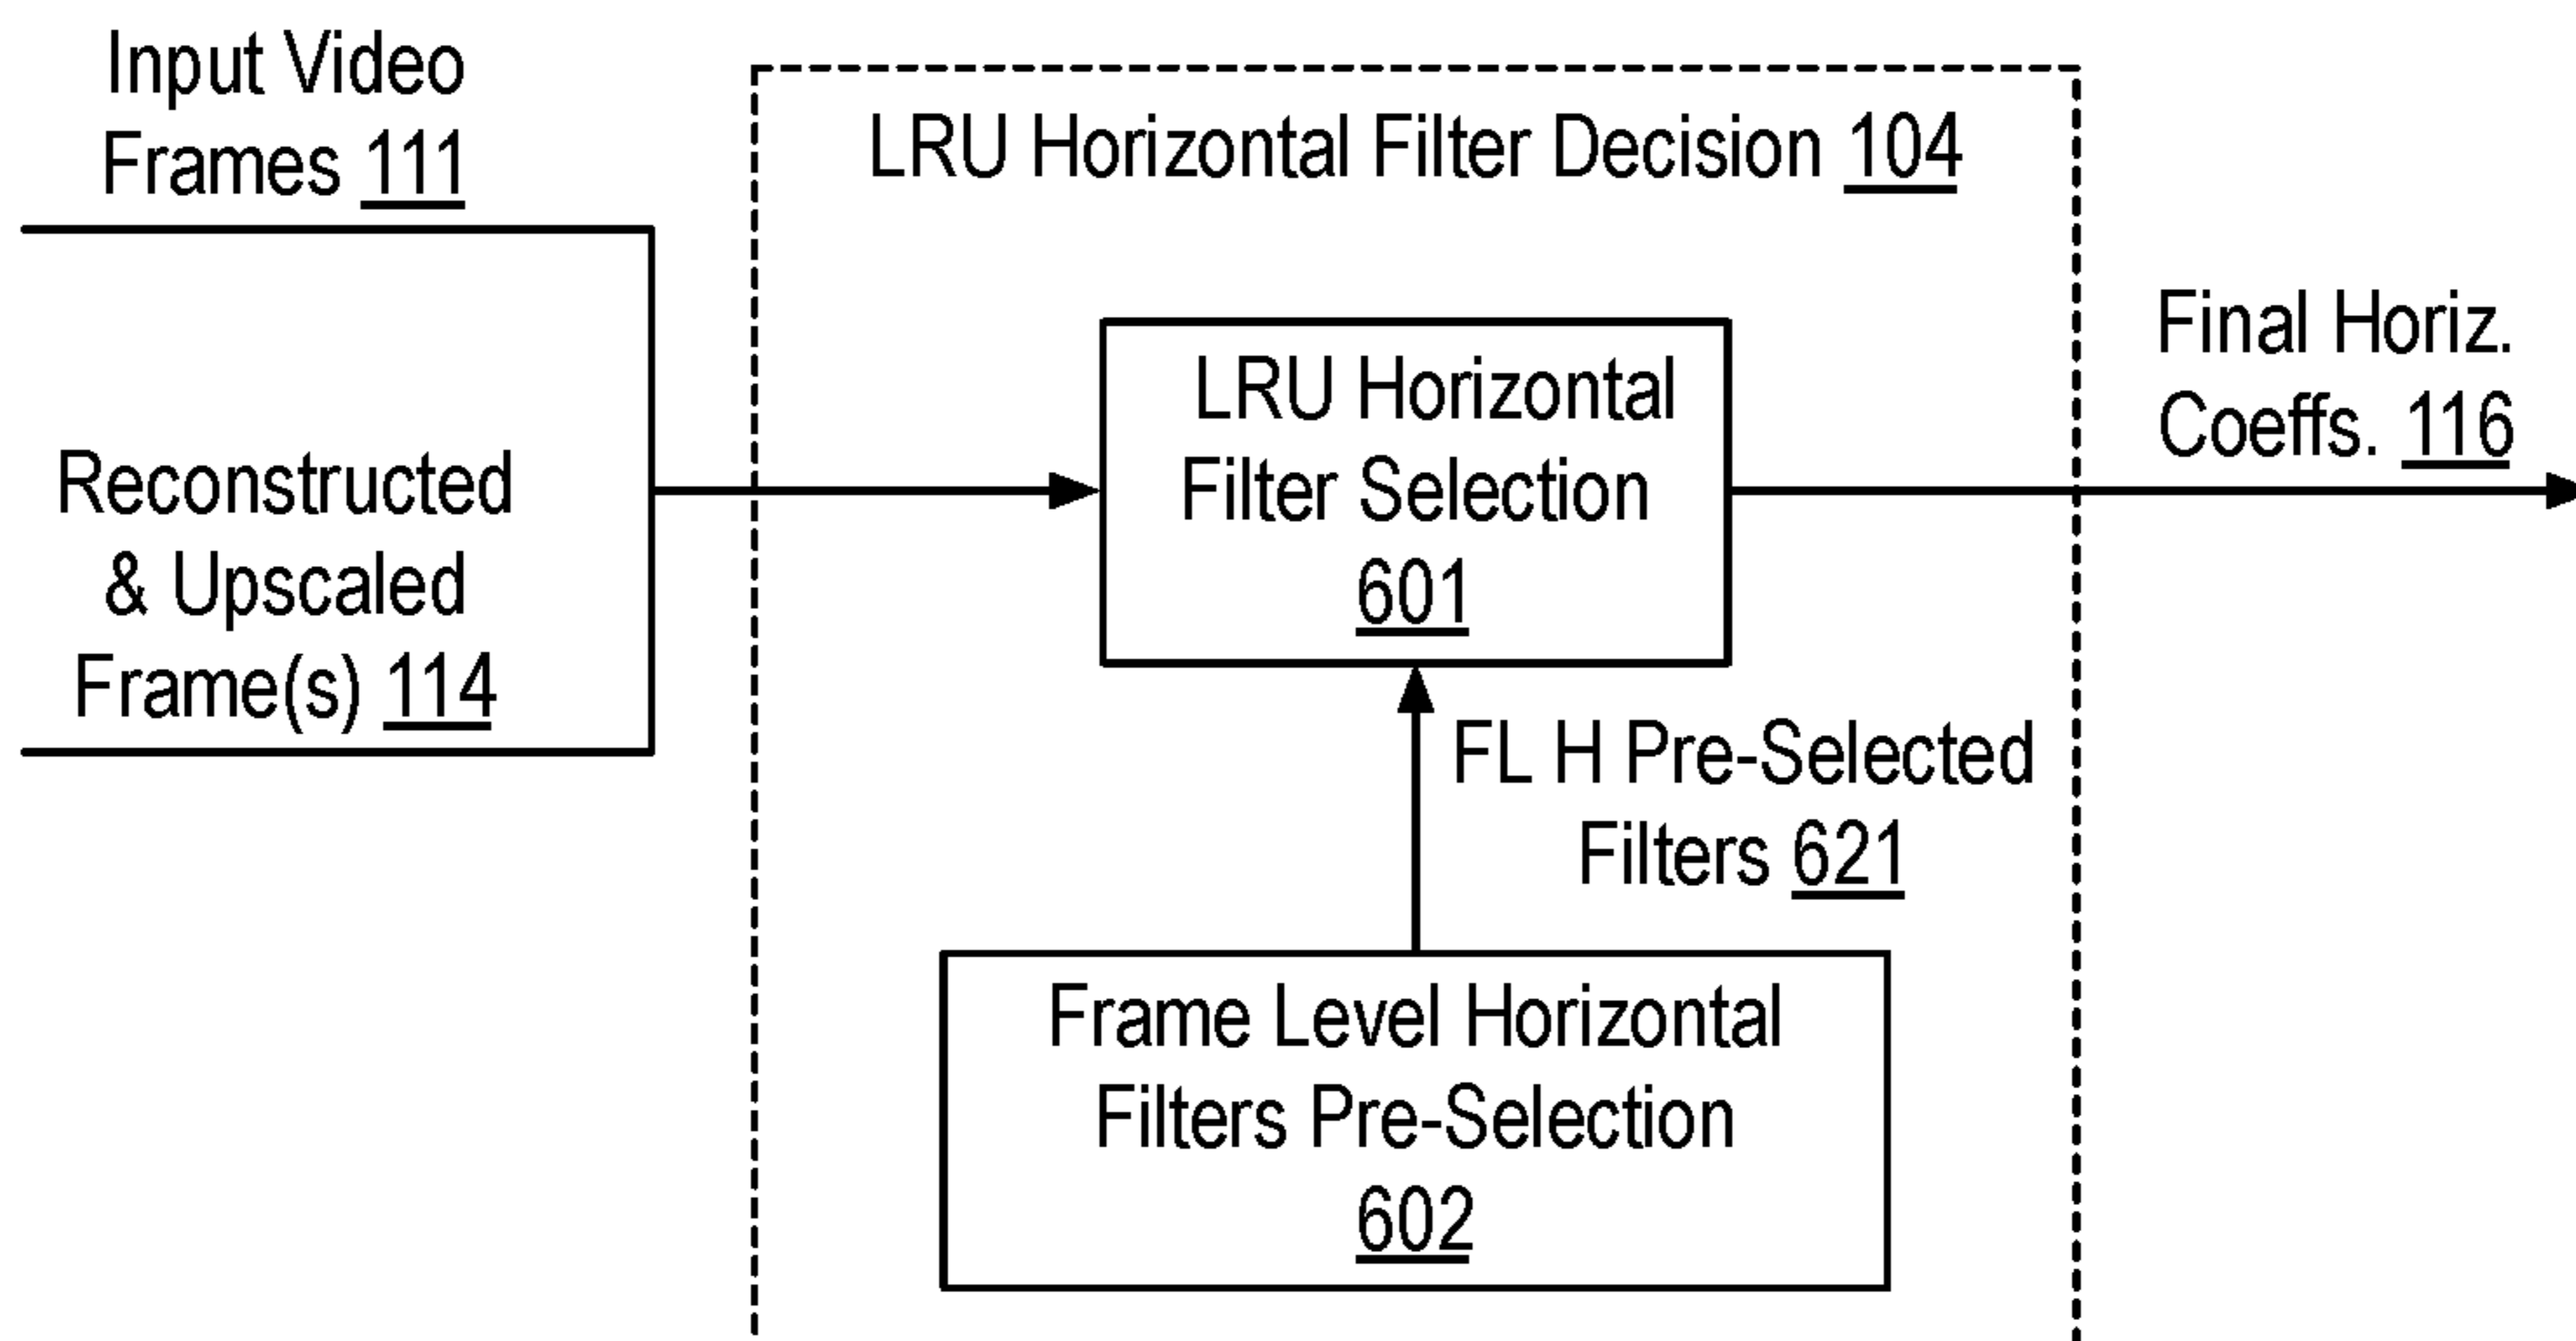 Input Video
Frames 111
LRU Horizontal Filter Decision 104
Reconstructed
& Upscaled
Frame(s) 114
LRU Horizontal
Filter Selection
601
Final Horiz.
Coeffs. 116
FL H Pre-Selected
Filters 621
Frame Level Horizontal
Filters Pre-Selection
602